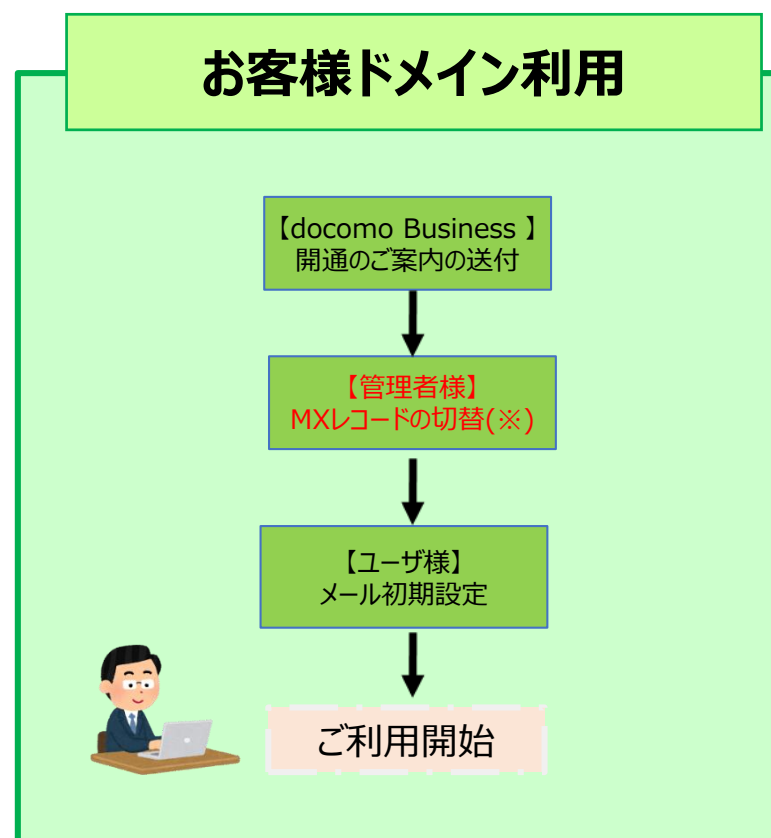 お客様ドメイン利用
【docomo Business 】
開通のご案内の送付
【管理者様】
MXレコードの切替(※)
【ユーザ様】
メール初期設定
ご利用開始